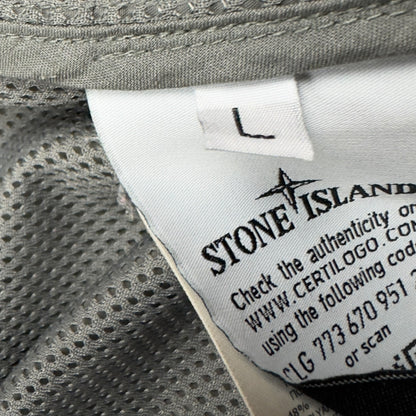 L
STONE ISLAND
Check the authenticity on
WWW.CERTILOGO.COM
using the following code
CLG 773 670 951
or scan